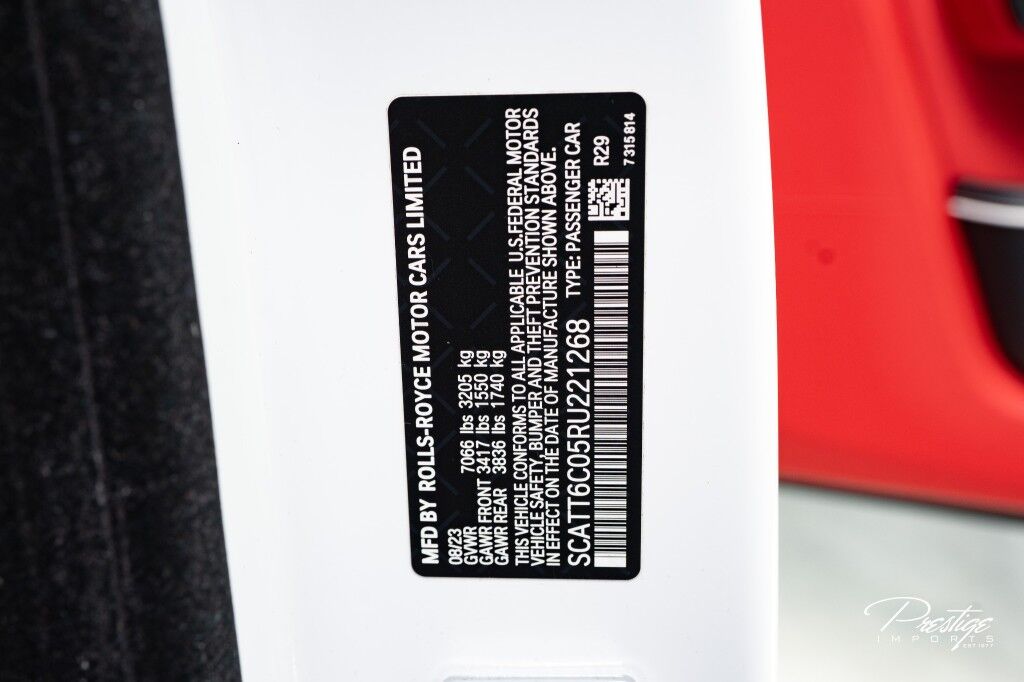 MFD BY ROLLS-ROYCE MOTOR CARS LIMITED
08/23
GVWR 7066 lbs 3205 kg
GAWR FRONT 3417 lbs 1550 kg
GAWR REAR 3836 lbs 1740 kg
THIS VEHICLE CONFORMS TO ALL APPLICABLE U.S.FEDERAL MOTOR
VEHICLE SAFETY, BUMPER AND THEFT PREVENTION STANDARDS
IN EFFECT ON THE DATE OF MANUFACTURE SHOWN ABOVE.
SCATT6C05RU221268 TYPE: PASSENGER CAR
R29
7315814
Prestige
IMPORTS
EST 1977